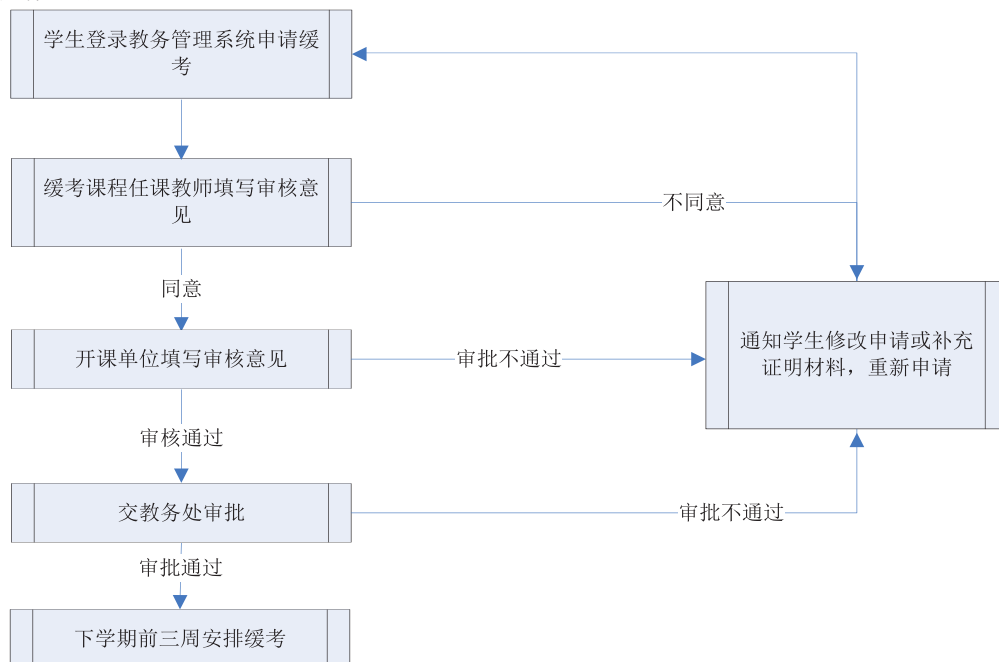 学生登录教务管理系统申请缓
考
缓考课程任课教师填写审核意
见
不同意
同意
开课单位填写审核意见
审批不通过
通知学生修改申请或补充
证明材料，重新申请
审核通过
交教务处审批
审批不通过
审批通过
下学期前三周安排缓考